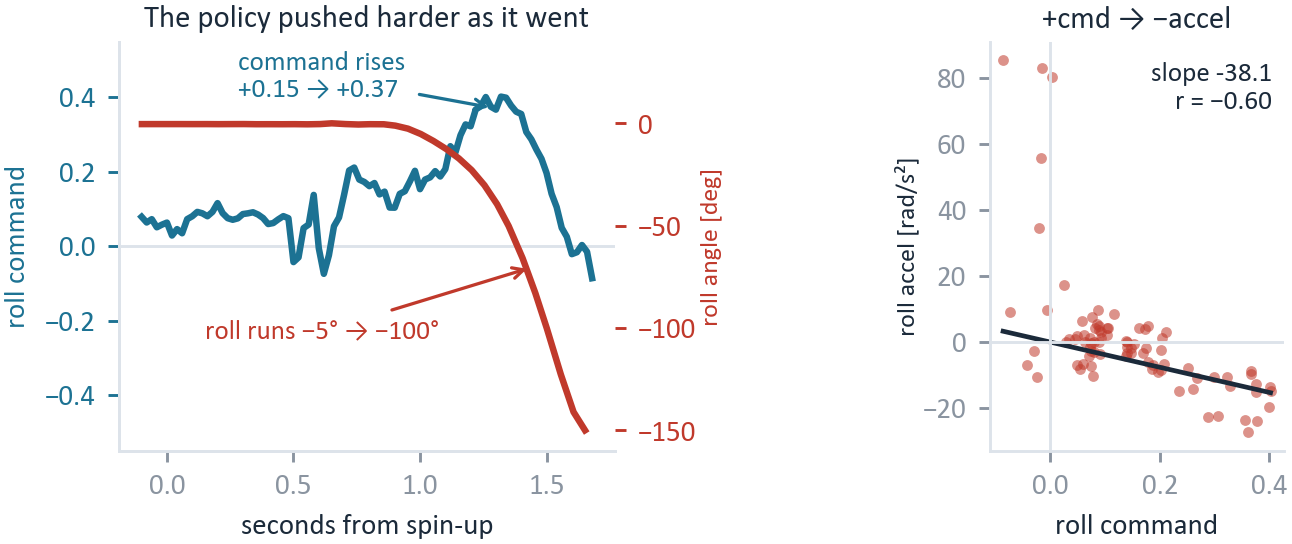 The policy pushed harder as it went
command rises
+0.15 → +0.37
0.4
0.2
0.0
−0.2
−0.4
roll command
0
−50
−100
−150
roll angle [deg]
roll runs −5° → −100°
0.0
0.5
1.0
1.5
seconds from spin-up
+cmd → −accel
slope -38.1
r = −0.60
80
60
40
20
0
−20
roll accel [rad/s²]
0.0
0.2
0.4
roll command